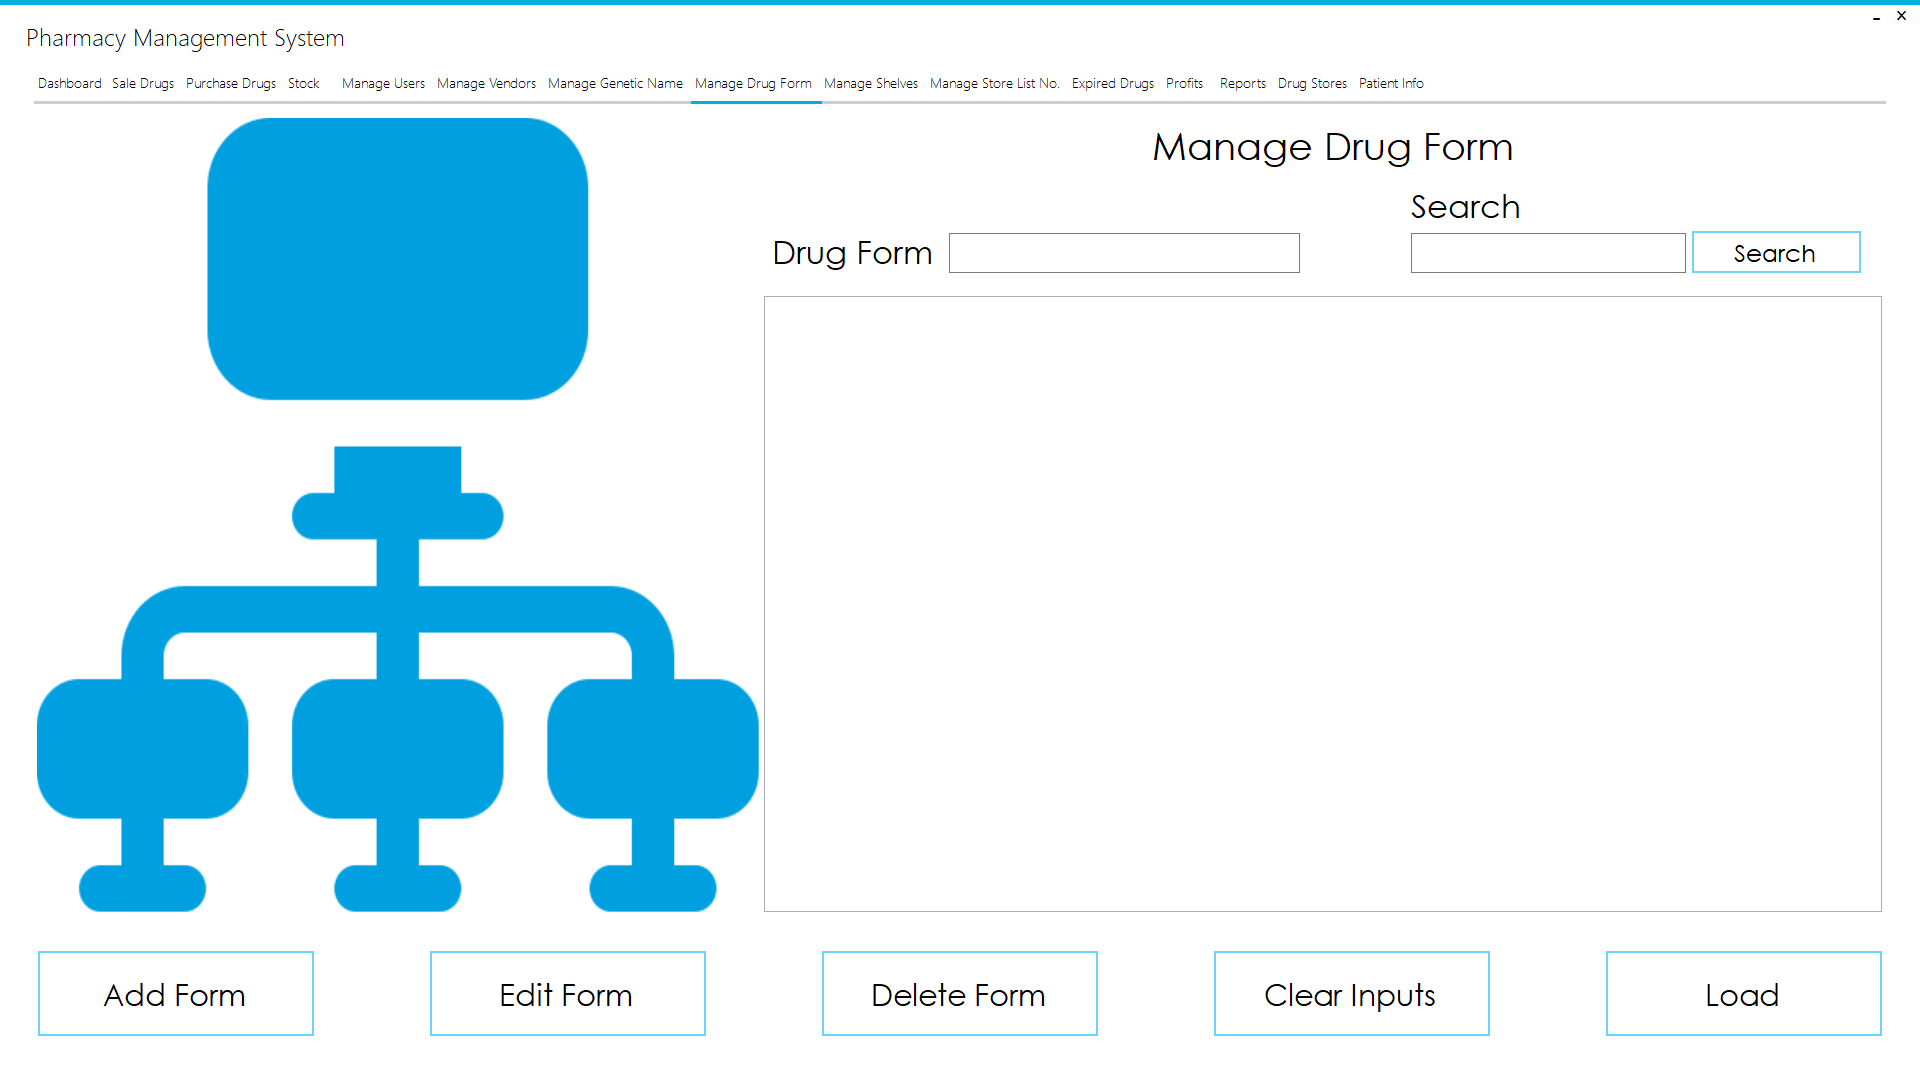 Pharmacy Management System
Dashboard Sale Drugs Purchase Drugs Stock Manage Users Manage Vendors Manage Genetic Name Manage Drug Form Manage Shelves Manage Store List No. Expired Drugs Profits Reports Drug Stores Patient Info
Manage Drug Form
Search
Drug Form Search
Add Form Edit Form Delete Form Clear Inputs Load